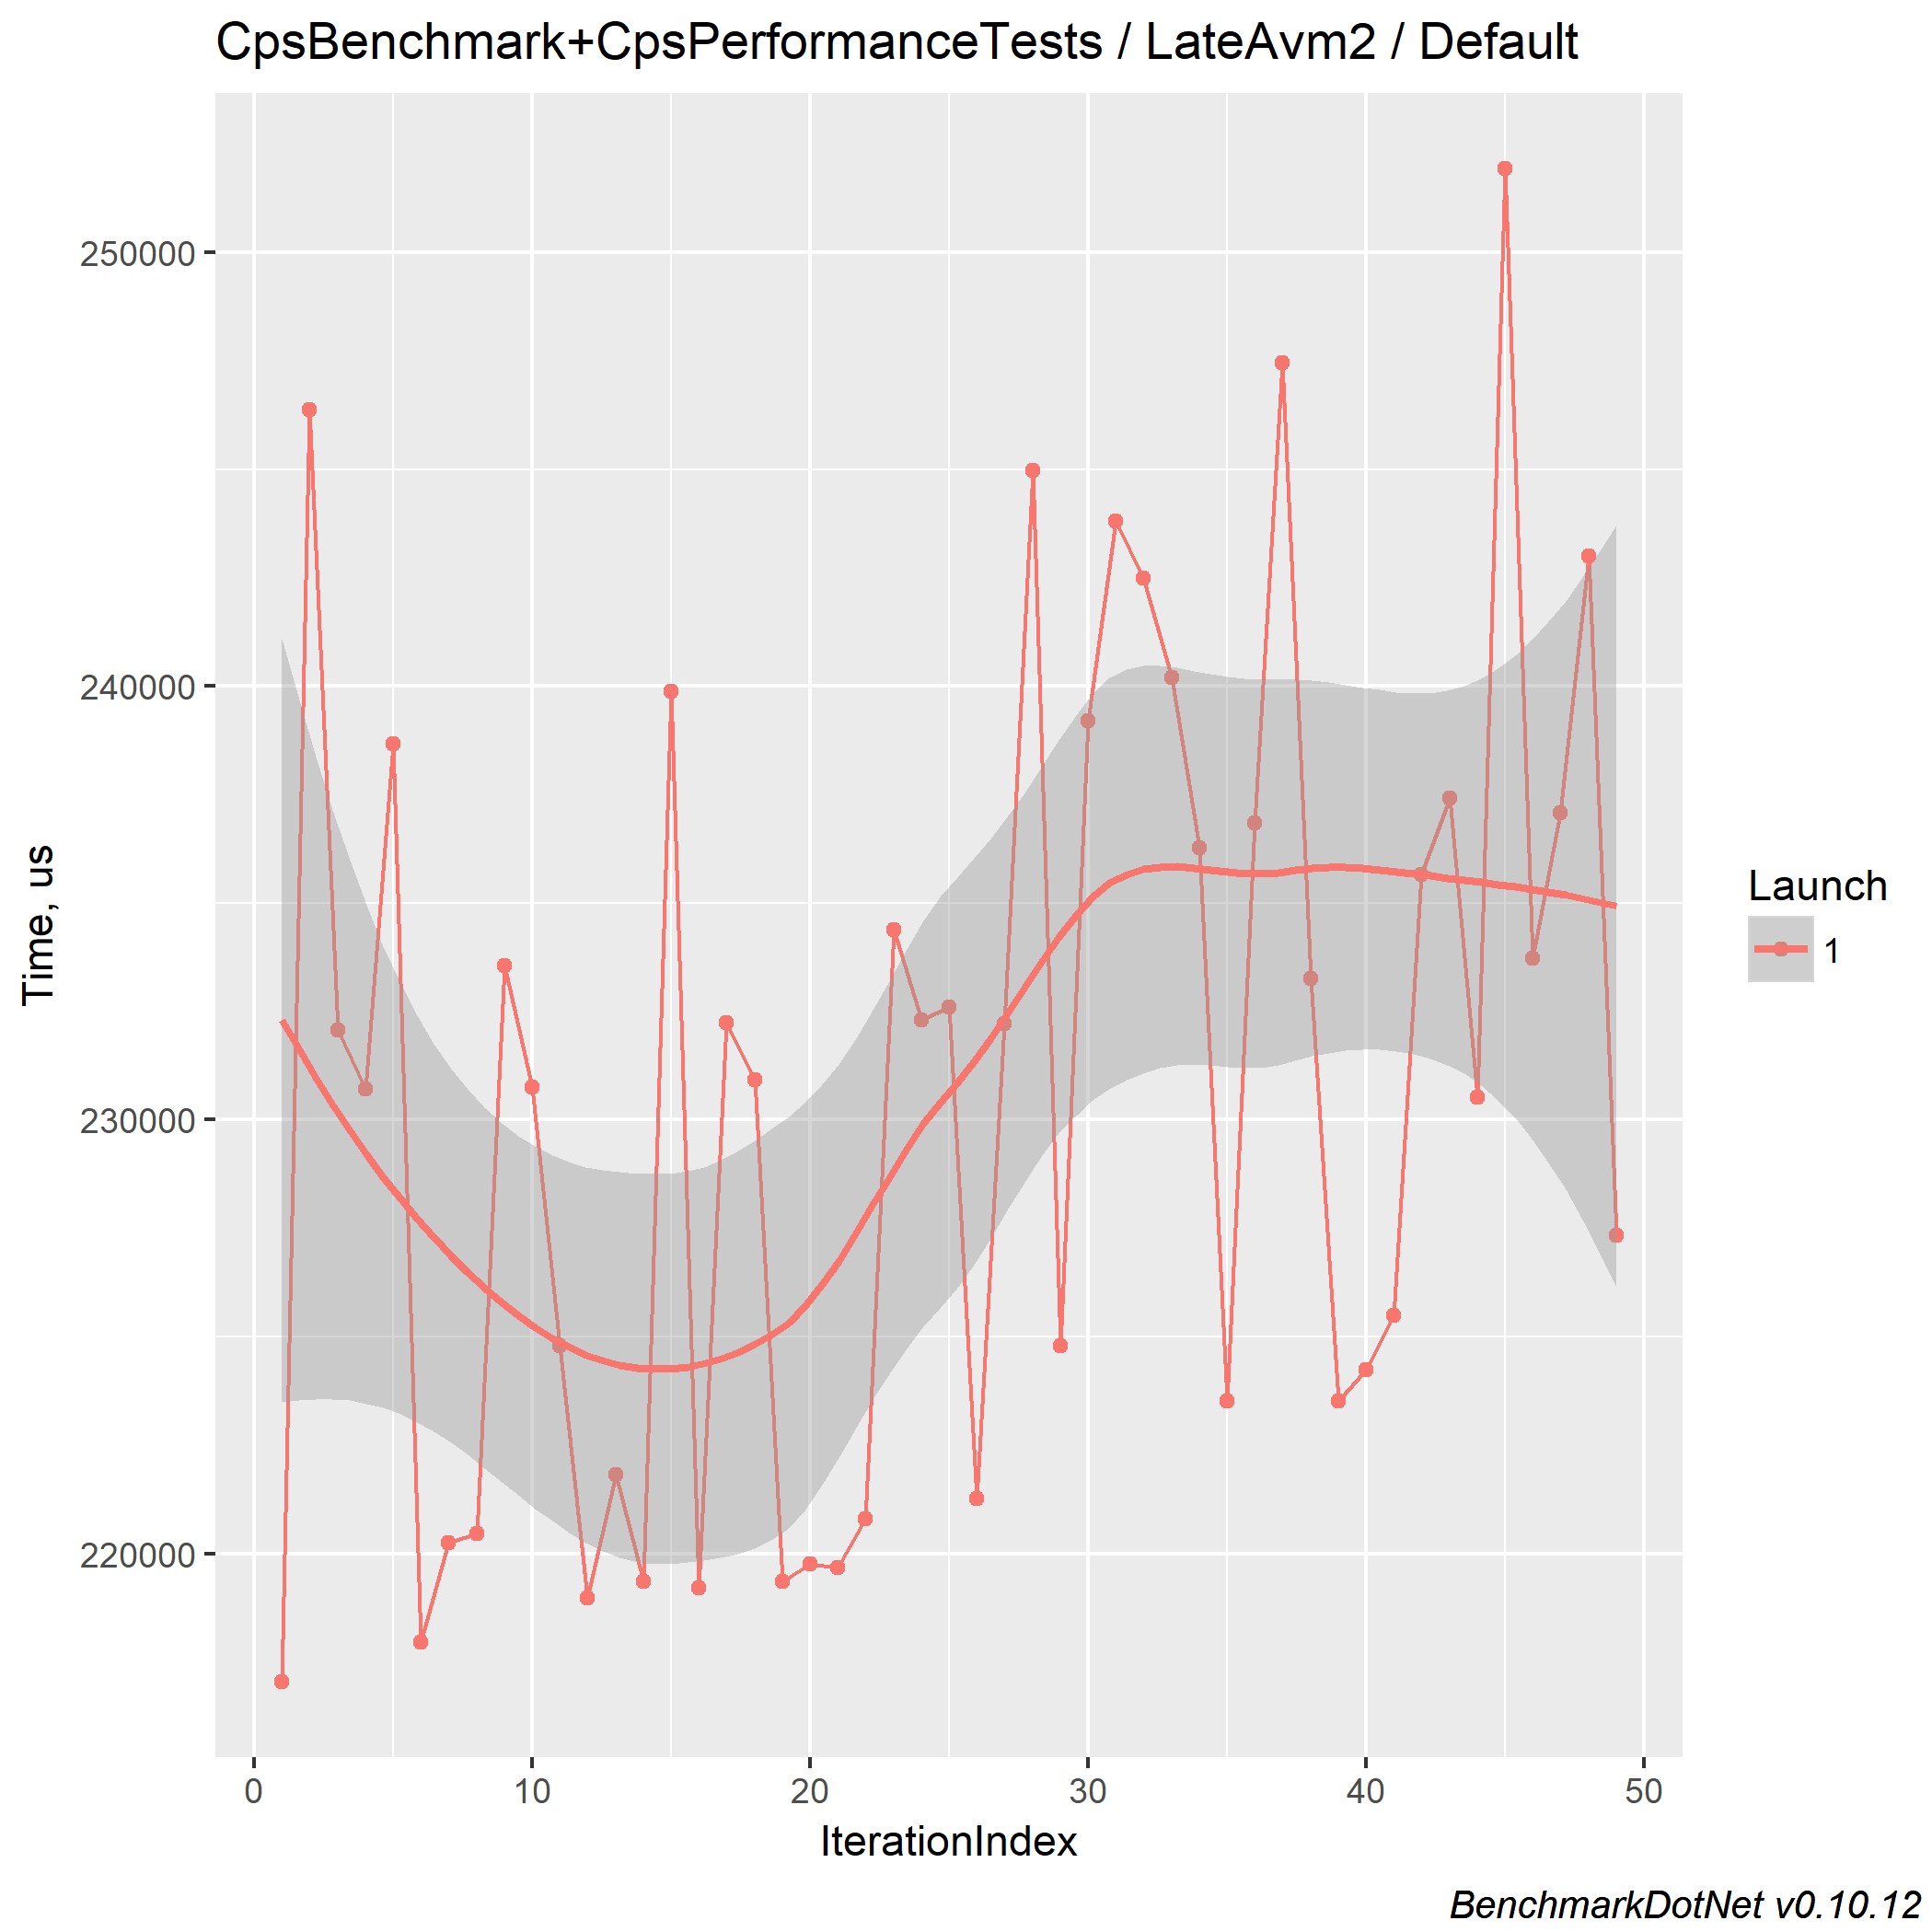 CpsBenchmark+CpsPerformanceTests / LateAvm2 / Default
250000
240000
230000
220000
Time, us
0 10 20 30 40 50
IterationIndex
Launch
1
BenchmarkDotNet v0.10.12